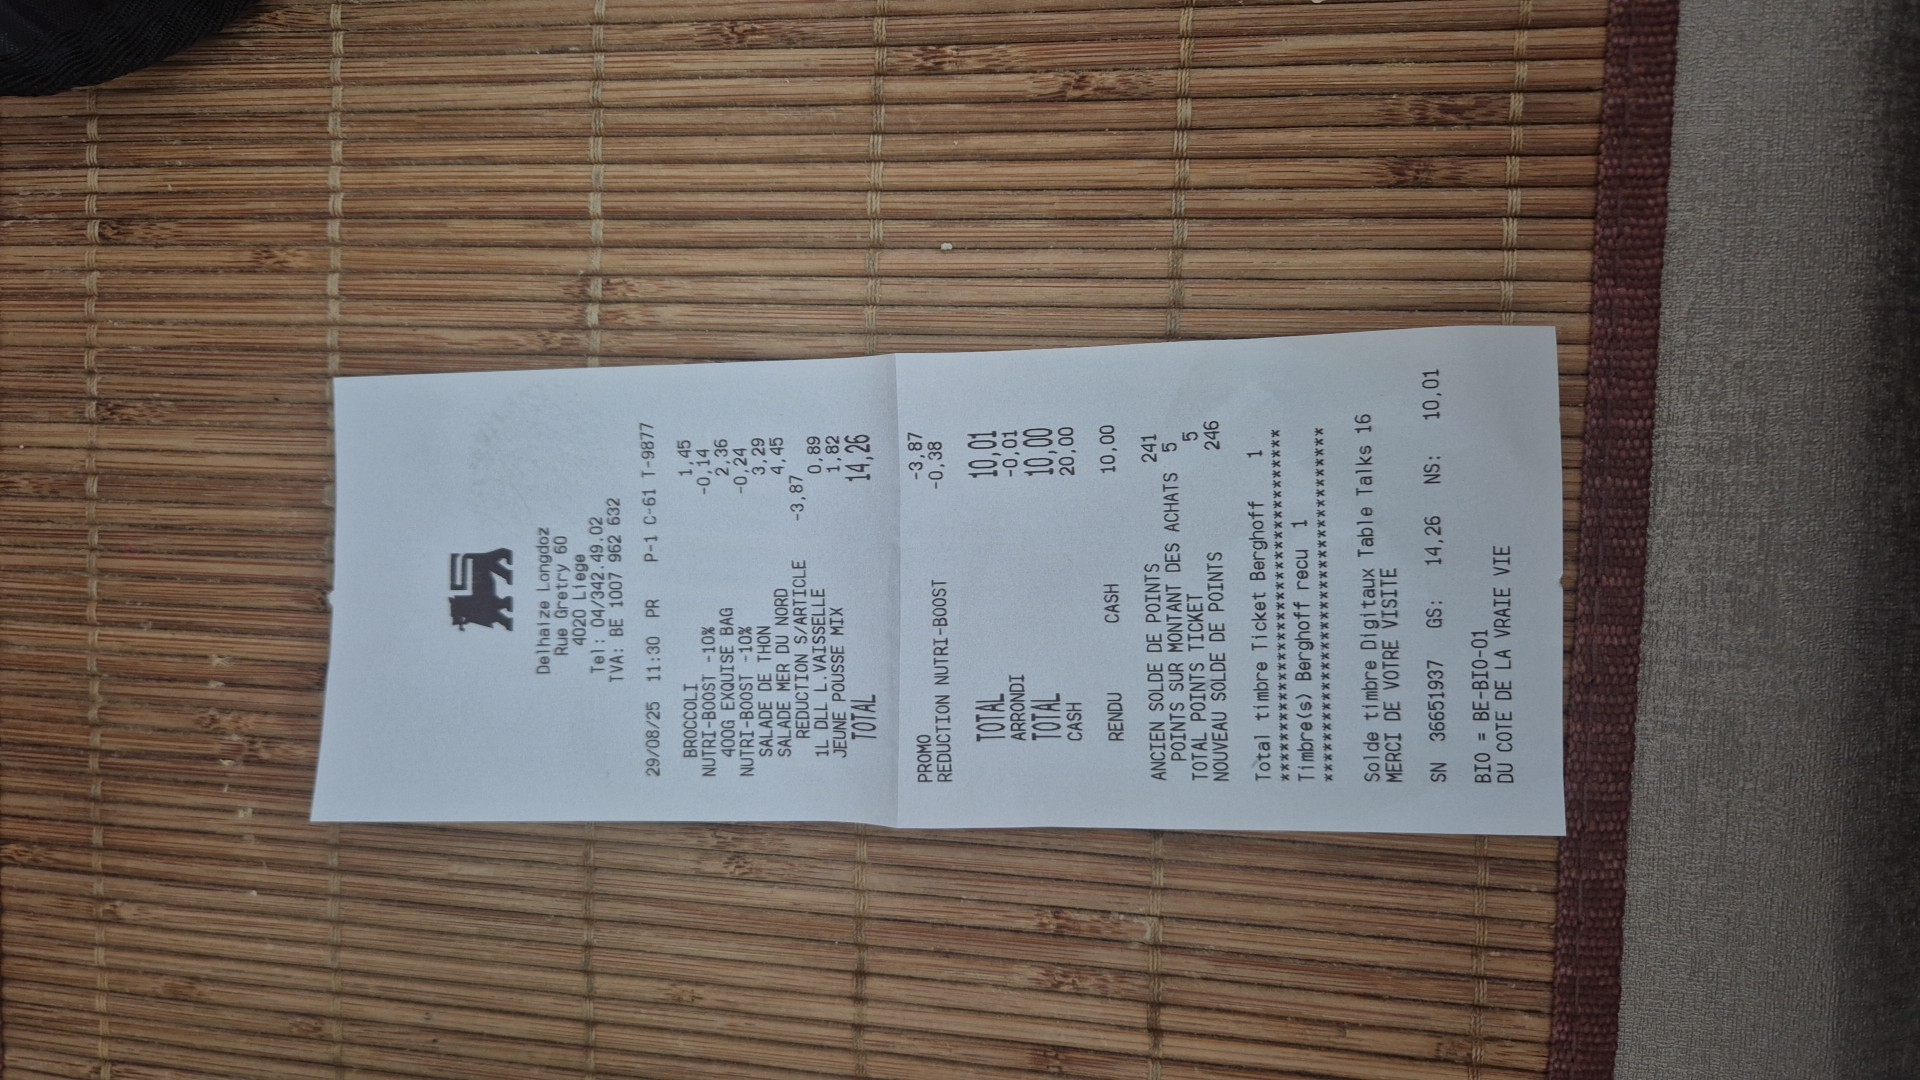 Delhaize Longdoz
Rue Gretry 60
4020 Liege
Tel: 04/342.49.02
TVA: BE 1007 962 632
29/08/25 11:30 PR P-1 C-61 T-9877
BROCCOLI 1,45
NUTRI-BOOST -10% -0,14
400G EXQUISE BAG 2,36
NUTRI-BOOST -10% -0,24
SALADE DE THON 3,29
SALADE MER DU NORD 4,45
REDUCTION S/ARTICLE -3,87
1L DLL L.VAISSELLE 0,89
JEUNE POUSSE MIX 1,82
TOTAL 14,26
PROMO -3,87
REDUCTION NUTRI-BOOST -0,38
TOTAL 10,01
ARRONDI -0,01
TOTAL 10,00
CASH 20,00
RENDU CASH 10,00
ANCIEN SOLDE DE POINTS 241
POINTS SUR MONTANT DES ACHATS 5
TOTAL POINTS TICKET 5
NOUVEAU SOLDE DE POINTS 246
Total timbre Ticket Berghoff 1
************************************
Timbre(s) Berghoff recu 1
************************************
Solde timbre Digitaux Table Talks 16
MERCI DE VOTRE VISITE
SN 36651937 GS: 14,26 NS: 10,01
BIO = BE-BIO-01
DU COTE DE LA VRAIE VIE